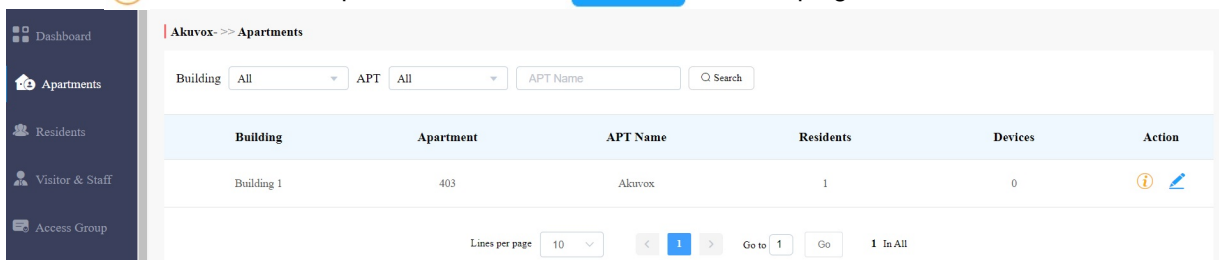 Dashboard
Akuvox->> Apartments
Apartments
Building All APT All APT Name Search
Residents
Building Apartment APT Name Residents Devices Action
Visitor & Staff
Building 1 403 Akuvox 1 0
Access Group
Lines per page 10 < 1 > Go to 1 Go 1 In All